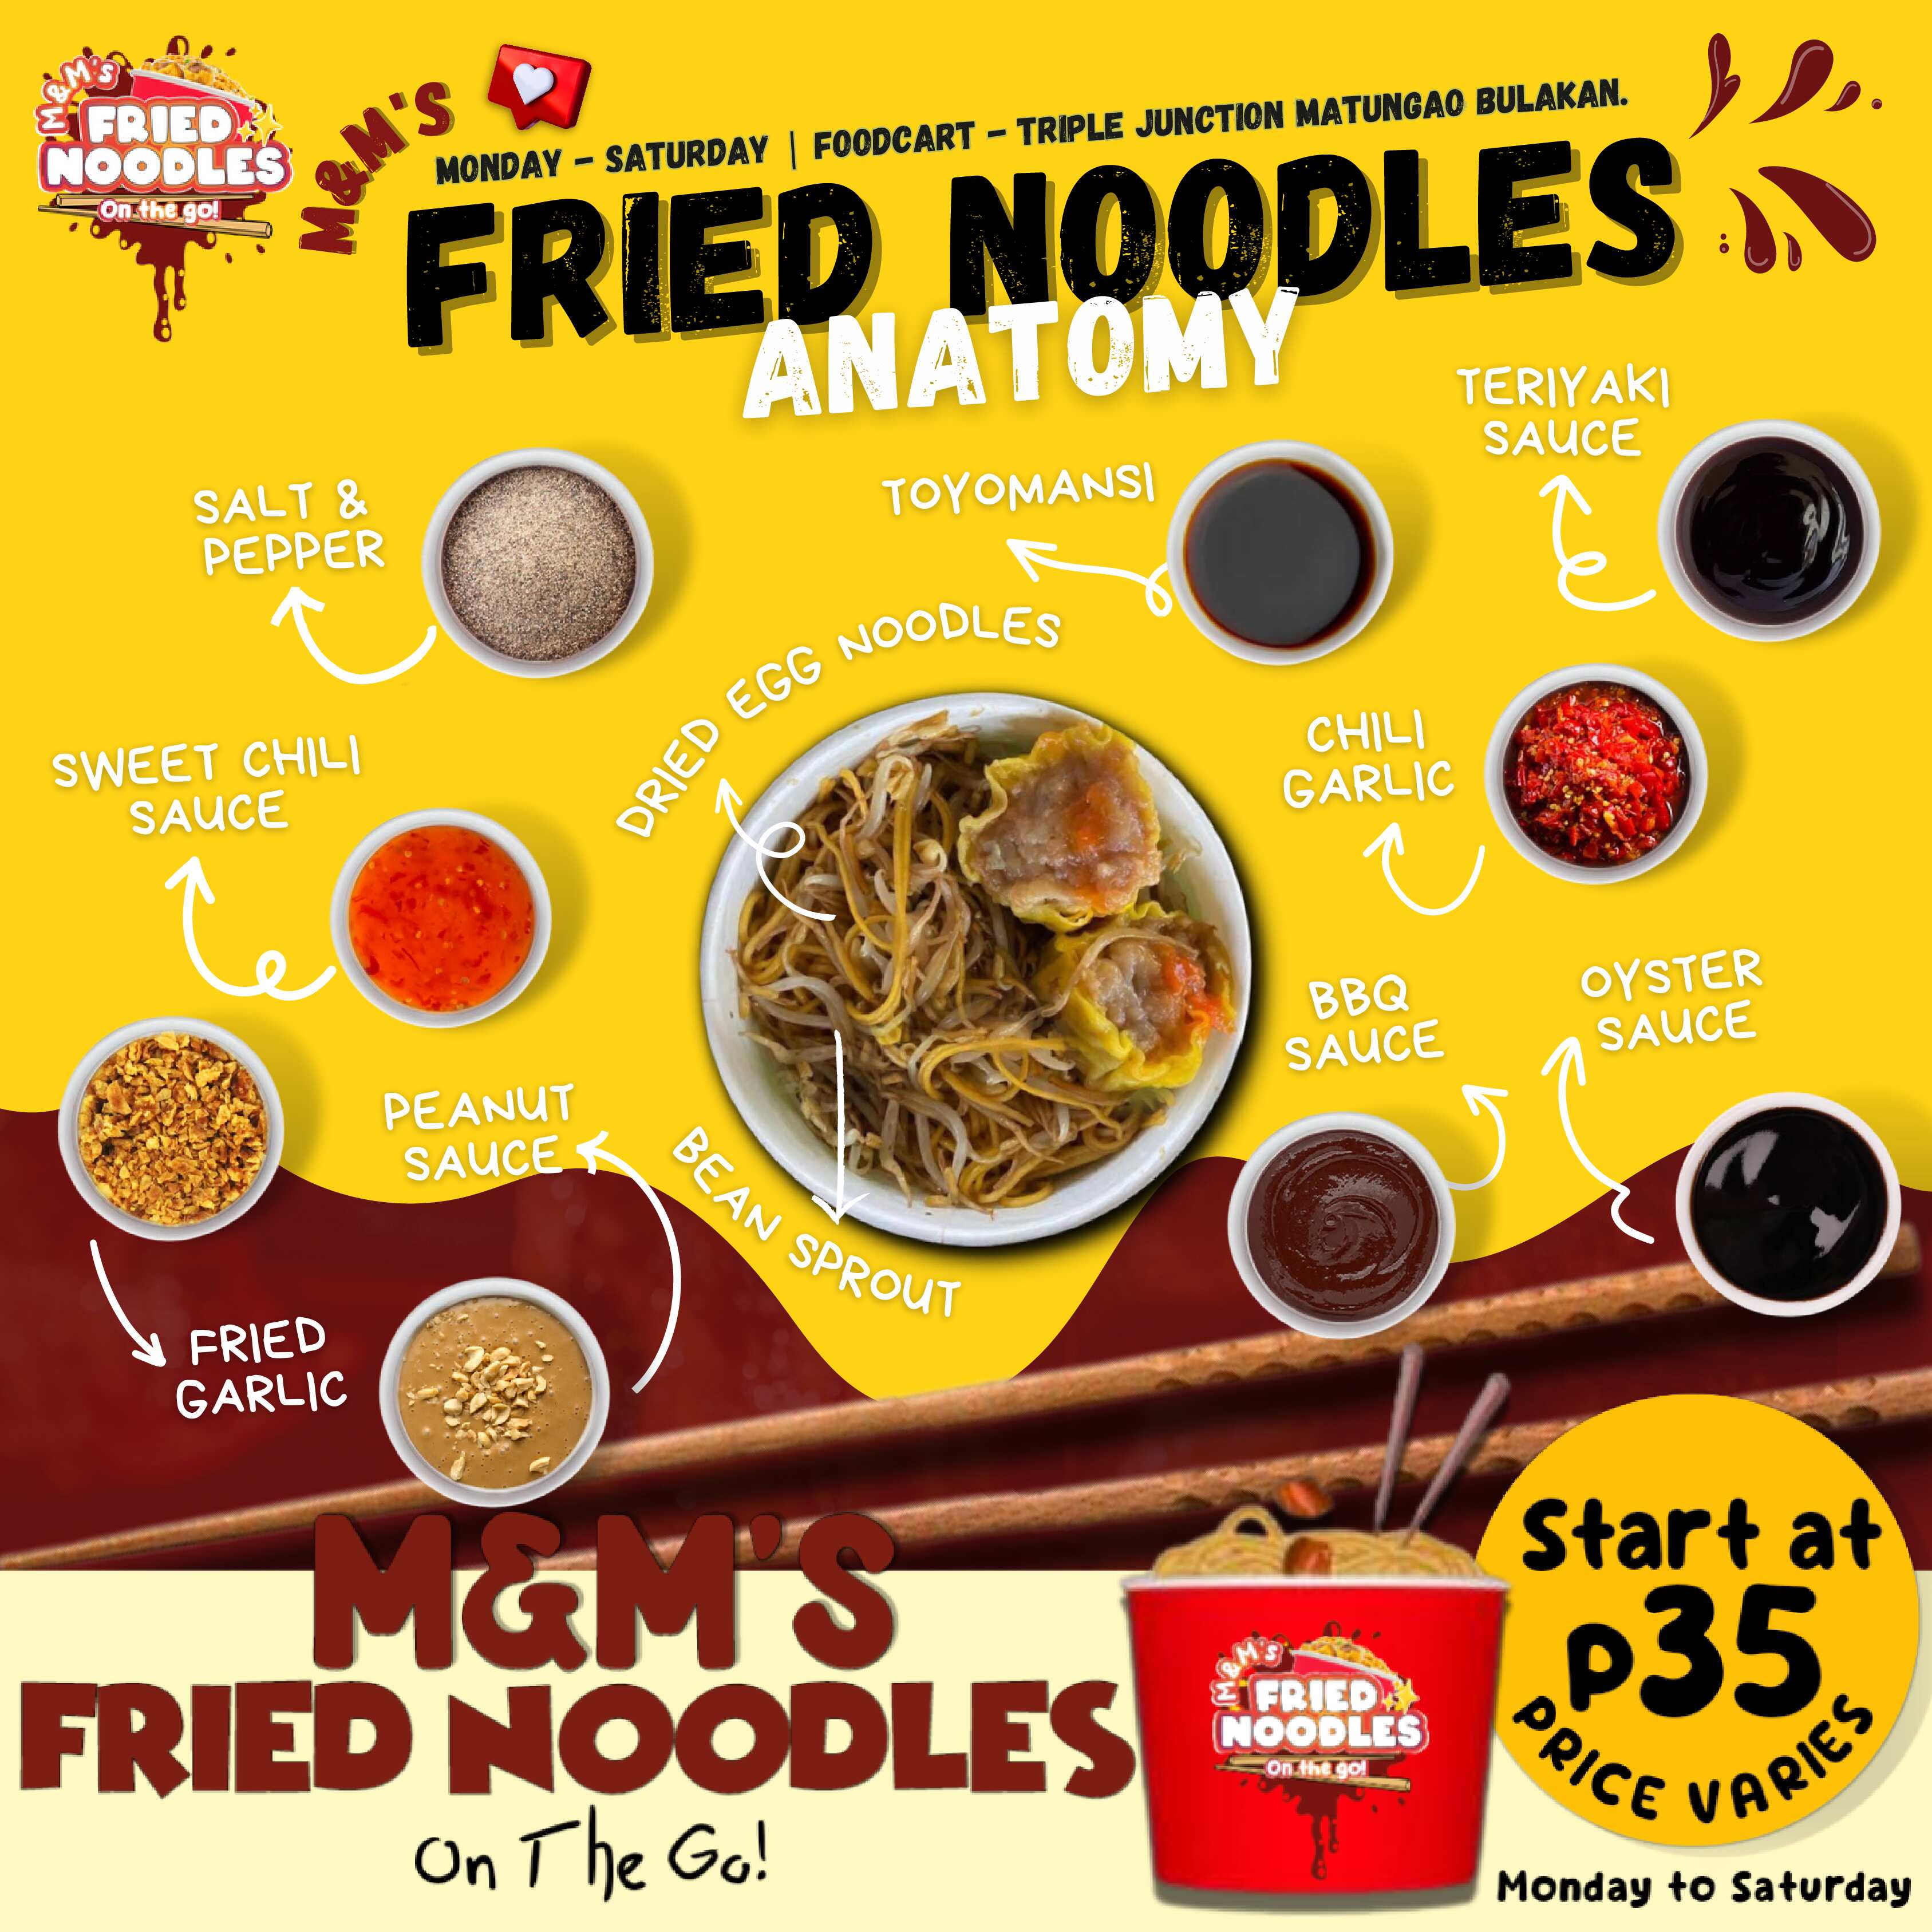 M&M'S
FRIED
NOODLES
On the go!
M&M'S
MONDAY - SATURDAY | FOODCART - TRIPLE JUNCTION MATUNGAO BULAKAN.
FRIED NOODLES
ANATOMY
TERIYAKI
SAUCE
SALT &
PEPPER
TOYOMANSI
DRIED EGG NOODLES
SWEET CHILI
SAUCE
CHILI
GARLIC
BBQ
SAUCE
OYSTER
SAUCE
PEANUT
SAUCE
BEAN SPROUT
FRIED
GARLIC
M&M'S
FRIED NOODLES
On The Go!
M&M'S
FRIED
NOODLES
On the go!
Start at
P35
PRICE VARIES
Monday to Saturday